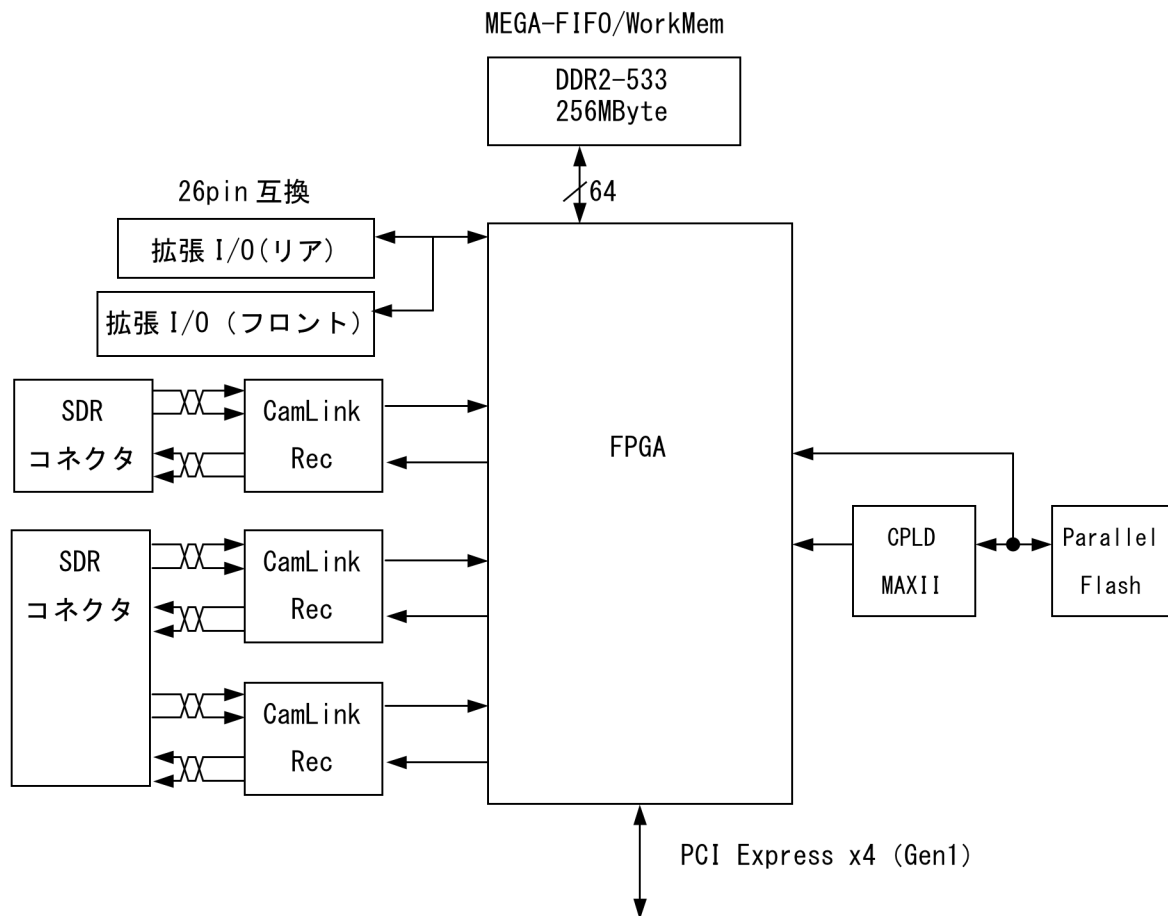 MEGA-FIFO/WorkMem
DDR2-533
256MByte
64
26pin 互換
拡張 I/O(リア)
拡張 I/O (フロント)
SDR
コネクタ
CamLink
Rec
FPGA
SDR
コネクタ
CamLink
Rec
CPLD
MAXII
Parallel
Flash
CamLink
Rec
PCI Express x4 (Gen1)